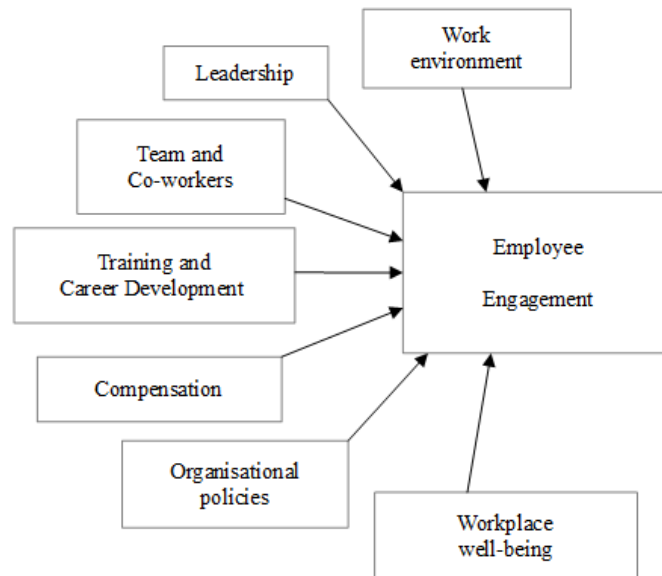 Work
environment
Leadership
Team and
Co-workers
Training and
Career Development
Employee
Engagement
Compensation
Organisational
policies
Workplace
well-being